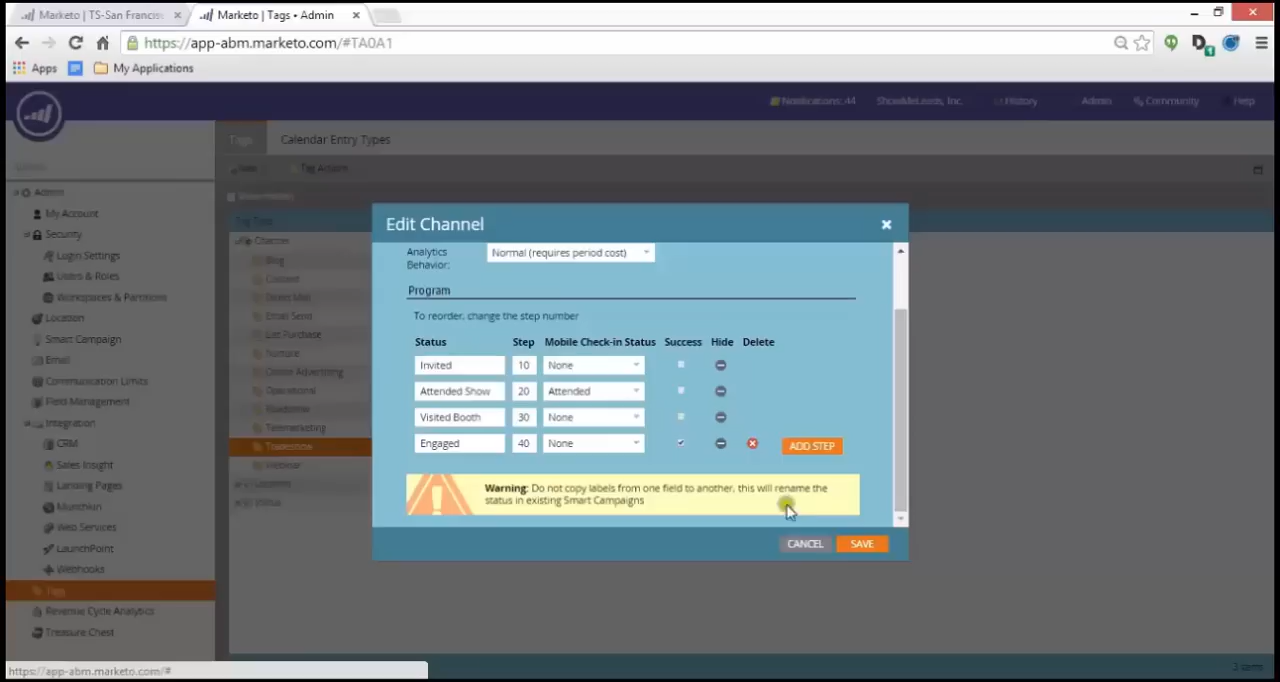 Marketo | TS-San Francisc
Marketo | Tags • Admin
https://app-abm.marketo.com/#TA0A1
Apps
My Applications
Notifications: 44
ShowMeLeads, Inc.
History
Admin
Community
Help
Tags
Calendar Entry Types
New
Tag Actions
Admin
My Account
Security
Login Settings
Users & Roles
Workspaces & Partitions
Location
Smart Campaign
Email
Communication Limits
Field Management
Integration
CRM
Sales Insight
Landing Pages
Munchkin
Web Services
LaunchPoint
Webhooks
Tags
Revenue Cycle Analytics
Treasure Chest
Channel
Blog
Content
Direct Mail
Email Send
List Purchase
Nurture
Online Advertising
Operational
Roadshow
Telemarketing
Tradeshow
Webinar
Edit Channel
Analytics
Behavior:
Normal (requires period cost)
Program
To reorder, change the step number
Status Step Mobile Check-in Status Success Hide Delete
Invited 10 None
Attended Show 20 Attended
Visited Booth 30 None
Engaged 40 None
ADD STEP
Warning: Do not copy labels from one field to another, this will rename the
status in existing Smart Campaigns
CANCEL SAVE
https://app-abm.marketo.com/#
3 items